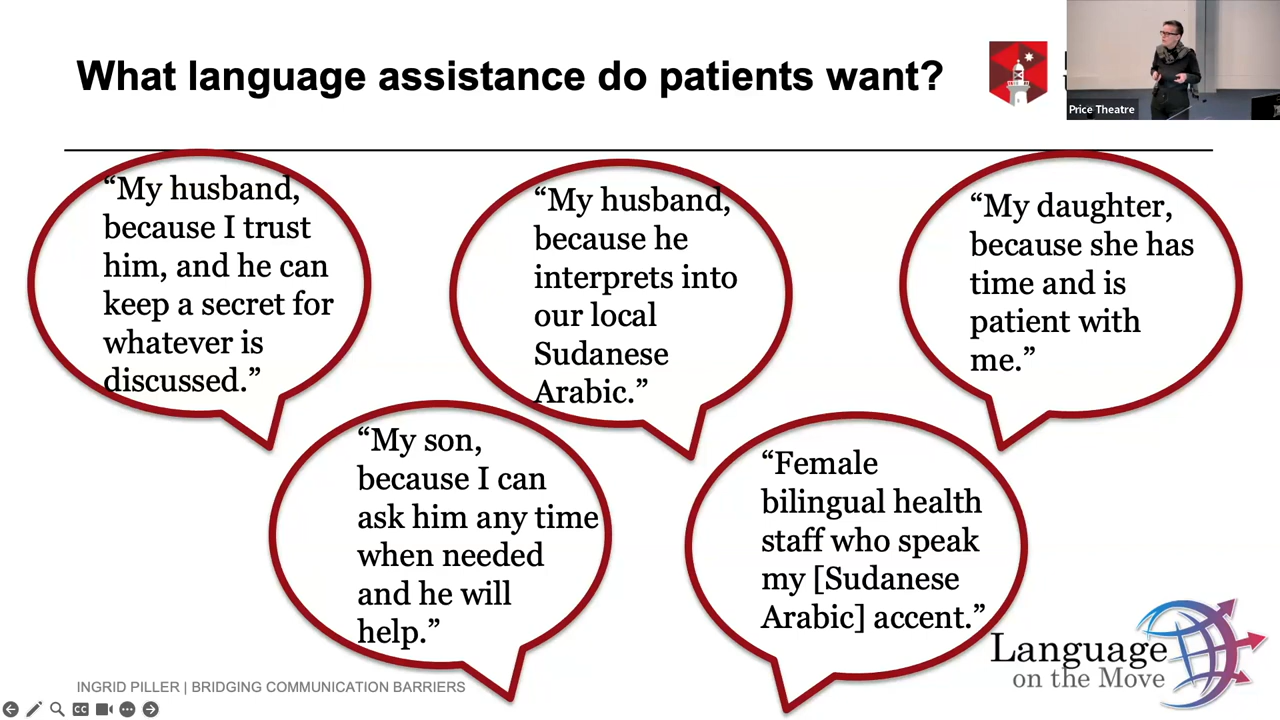 What language assistance do patients want?
Price Theatre
“My husband,
because I trust
him, and he can
keep a secret for
whatever is
discussed.”
“My husband,
because he
interprets into
our local
Sudanese
Arabic.”
“My daughter,
because she has
time and is
patient with
me.”
“My son,
because I can
ask him any time
when needed
and he will
help.”
“Female
bilingual health
staff who speak
my [Sudanese
Arabic] accent.”
INGRID PILLER | BRIDGING COMMUNICATION BARRIERS
Language
on the Move
CC